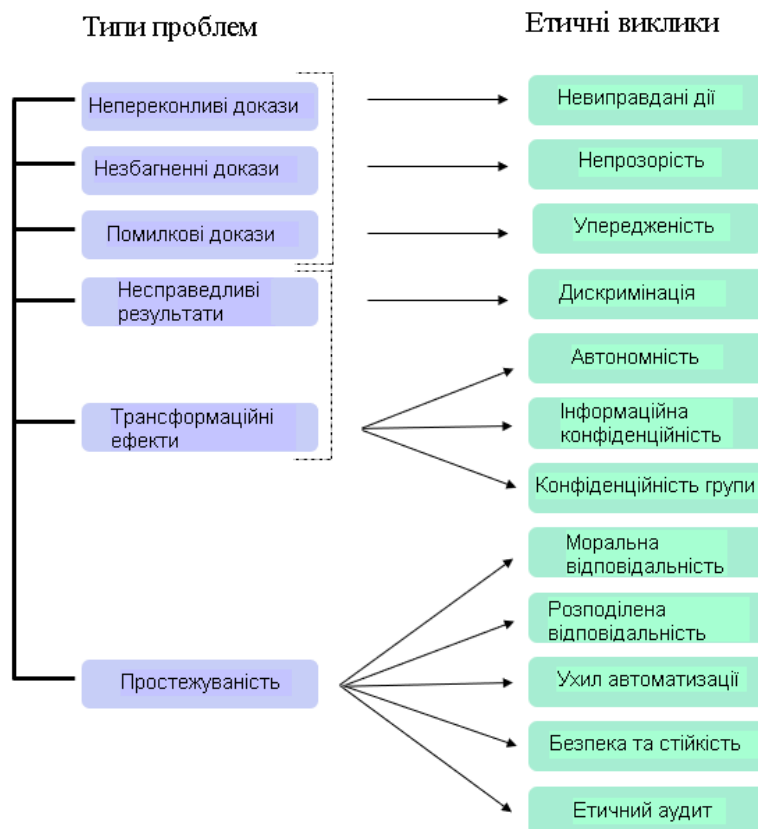 Типи проблем
Етичні виклики
Непереконливі докази
Невиправдані дії
Незбагненні докази
Непрозорість
Помилкові докази
Упередженість
Несправедливі
результати
Дискримінація
Трансформаційні
ефекти
Автономність
Інформаційна
конфіденційність
Конфіденційність групи
Простежуваність
Моральна
відповідальність
Розподілена
відповідальність
Ухил автоматизації
Безпека та стійкість
Етичний аудит